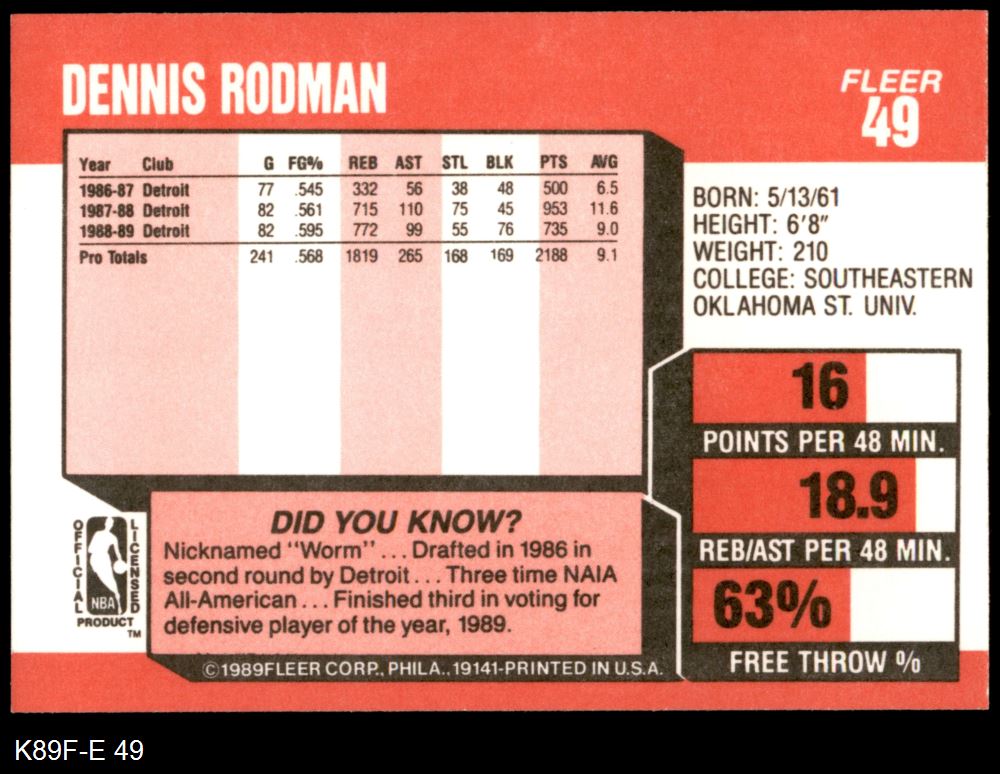 DENNIS RODMAN
FLEER
49
Year Club G FG% REB AST STL BLK PTS AVG
1986-87 Detroit 77 .545 332 56 38 48 500 6.5
1987-88 Detroit 82 .561 715 110 75 45 953 11.6
1988-89 Detroit 82 .595 772 99 55 76 735 9.0
Pro Totals 241 .568 1819 265 168 169 2188 9.1
BORN: 5/13/61
HEIGHT: 6'8"
WEIGHT: 210
COLLEGE: SOUTHEASTERN
OKLAHOMA ST. UNIV.
16
POINTS PER 48 MIN.
18.9
REB/AST PER 48 MIN.
63%
FREE THROW %
DID YOU KNOW?
Nicknamed "Worm" ... Drafted in 1986 in
second round by Detroit ... Three time NAIA
All-American ... Finished third in voting for
defensive player of the year, 1989.
OFFICIAL
NBA
LICENSED
PRODUCT
TM
©1989FLEER CORP., PHILA., 19141-PRINTED IN U.S.A.
K89F-E 49